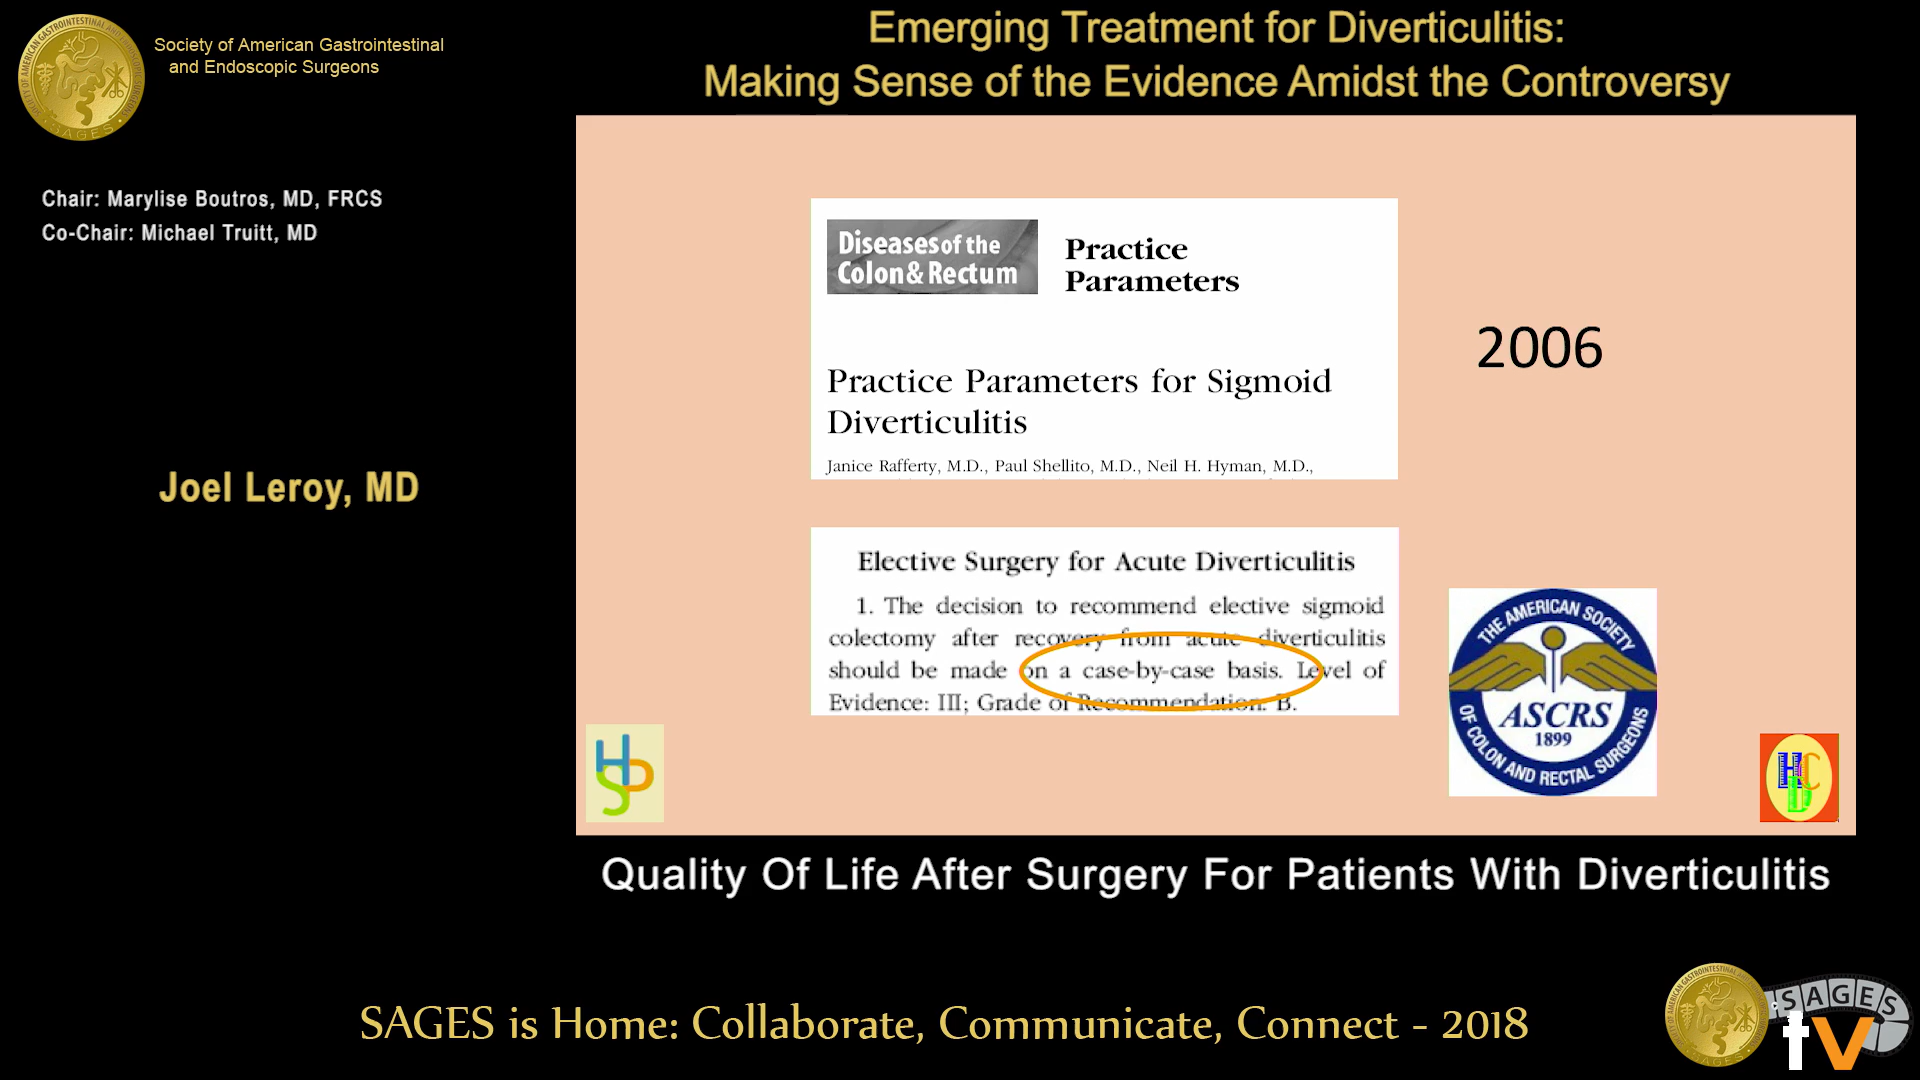 Society of American Gastrointestinal
and Endoscopic Surgeons
Emerging Treatment for Diverticulitis:
Making Sense of the Evidence Amidst the Controversy
Chair: Marylise Boutros, MD, FRCS
Co-Chair: Michael Truitt, MD
Joel Leroy, MD
Diseases of the
Colon & Rectum
Practice
Parameters
Practice Parameters for Sigmoid
Diverticulitis
Janice Rafferty, M.D., Paul Shellito, M.D., Neil H. Hyman, M.D.,
2006
Elective Surgery for Acute Diverticulitis
1. The decision to recommend elective sigmoid
colectomy after recovery from acute diverticulitis
should be made on a case-by-case basis. Level of
Evidence: III; Grade of Recommendation. B.
THE AMERICAN SOCIETY
ASCRS
1899
OF COLON AND RECTAL SURGEONS
Quality Of Life After Surgery For Patients With Diverticulitis
SAGES is Home: Collaborate, Communicate, Connect - 2018
SAGES
tv